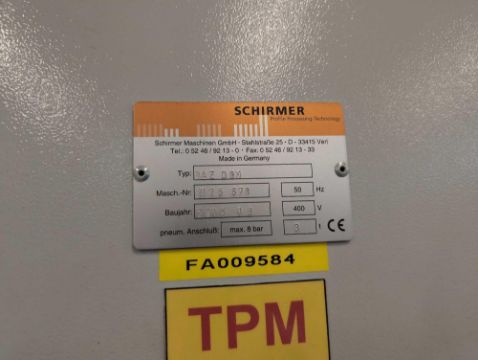 SCHIRMER
Profile Processing Technology
Schirmer Maschinen GmbH · Stahlstraße 25 · D - 33415 Verl
Tel.: 0 52 46 / 92 13 - 0 · Fax. 0 52 46 / 92 13 - 33
Made in Germany
Typ:
Masch.-Nr. 50 Hz
Baujahr: 400 V
pneum. Anschluß: max. 8 bar 3 t CE
FA009584
TPM